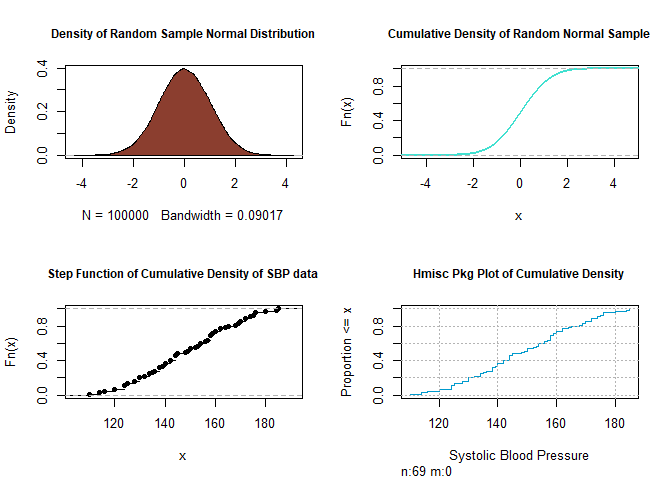 Density of Random Sample Normal Distribution
Density
0.0 0.2 0.4
-4 -2 0 2 4
N = 100000 Bandwidth = 0.09017
Cumulative Density of Random Normal Sample
Fn(x)
0.0 0.4 0.8
-4 -2 0 2 4
x
Step Function of Cumulative Density of SBP data
Fn(x)
0.0 0.4 0.8
120 140 160 180
x
Hmisc Pkg Plot of Cumulative Density
Proportion <= x
0.0 0.4 0.8
120 140 160 180
Systolic Blood Pressure
n:69 m:0